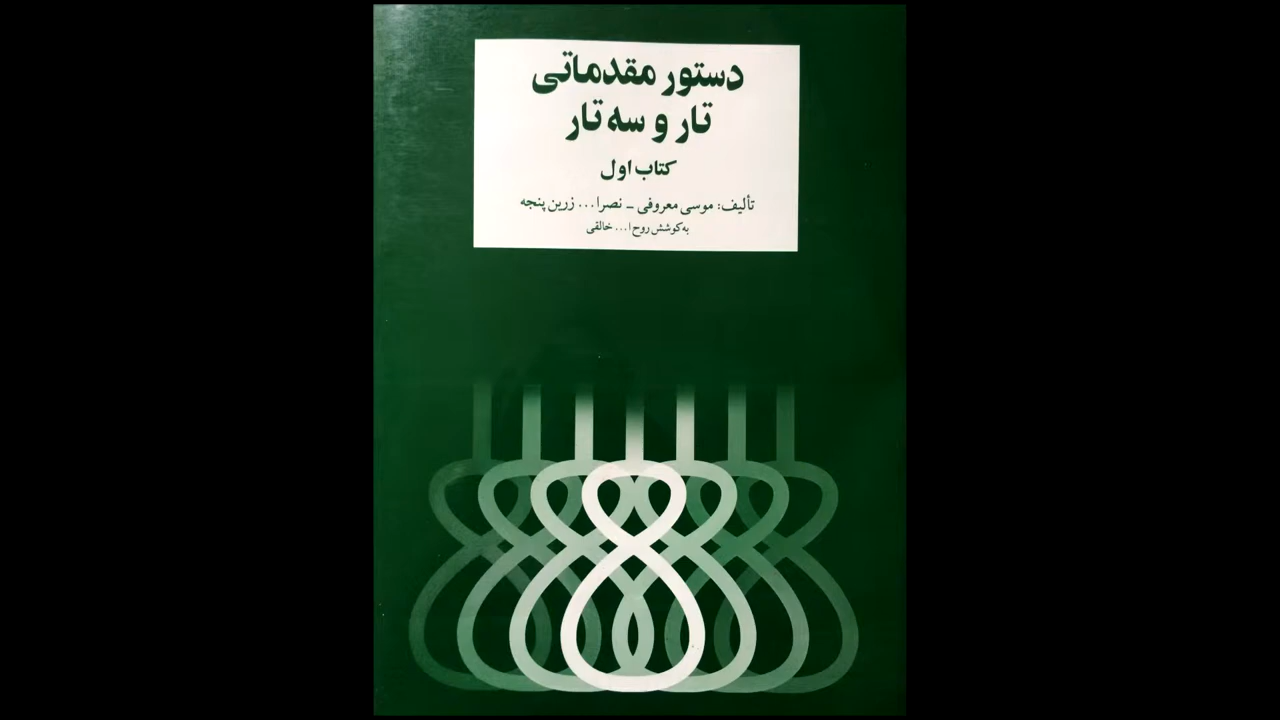 دستور مقدماتی
تار و سه تار
کتاب اول
تألیف: موسی معروفی ـ نصرا... زرین پنجه
به کوشش روح ا... خالقی